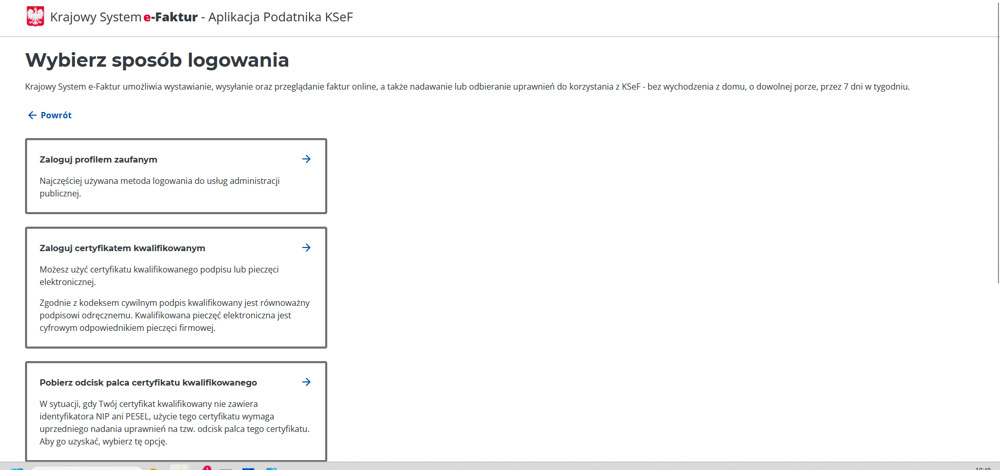 Krajowy System e-Faktur - Aplikacja Podatnika KSeF
Wybierz sposób logowania
Krajowy System e-Faktur umożliwia wystawianie, wysyłanie oraz przeglądanie faktur online, a także nadawanie lub odbieranie uprawnień do korzystania z KSeF - bez wychodzenia z domu, o dowolnej porze, przez 7 dni w tygodniu.
Powrót
Zaloguj profilem zaufanym
Najczęściej używana metoda logowania do usług administracji
publicznej.
Zaloguj certyfikatem kwalifikowanym
Możesz użyć certyfikatu kwalifikowanego podpisu lub pieczęci
elektronicznej.
Zgodnie z kodeksem cywilnym podpis kwalifikowany jest równoważny
podpisowi odręcznemu. Kwalifikowana pieczęć elektroniczna jest
cyfrowym odpowiednikiem pieczęci firmowej.
Pobierz odcisk palca certyfikatu kwalifikowanego
W sytuacji, gdy Twój certyfikat kwalifikowany nie zawiera
identyfikatora NIP ani PESEL, użycie tego certyfikatu wymaga
uprzedniego nadania uprawnień na tzw. odcisk palca tego certyfikatu.
Aby go uzyskać, wybierz tę opcję.
1